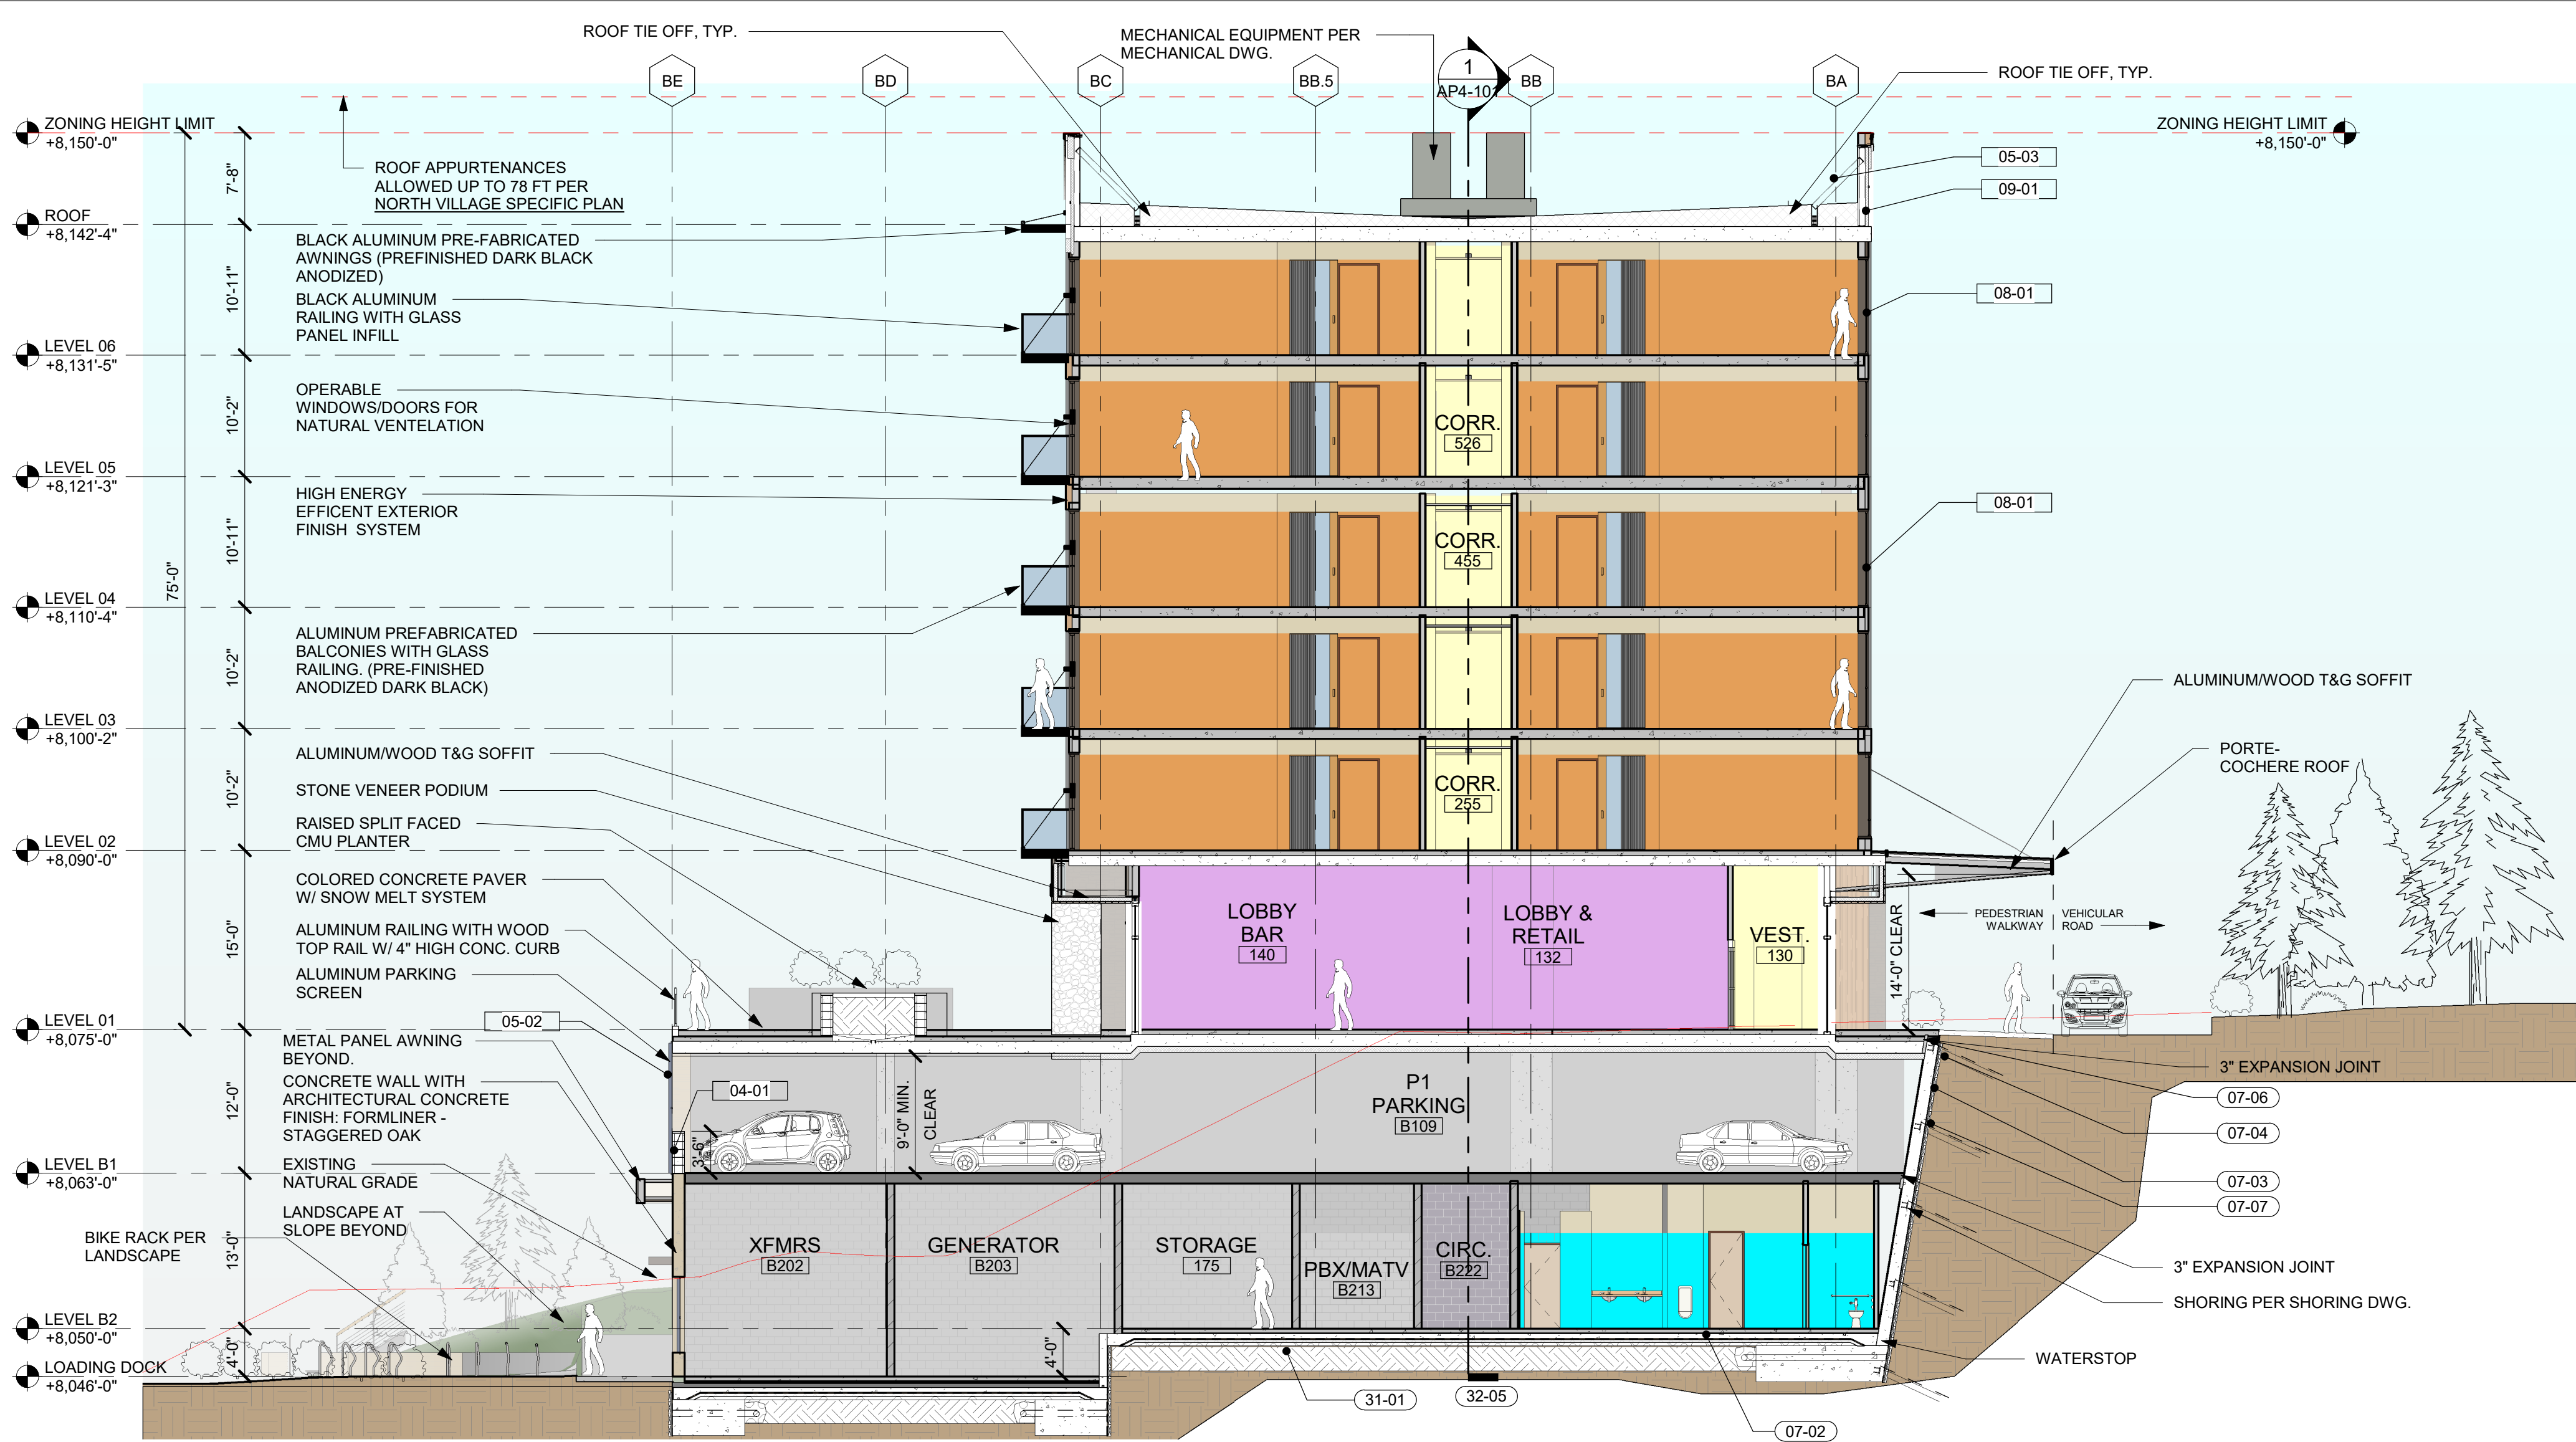 ROOF TIE OFF, TYP.
MECHANICAL EQUIPMENT PER
MECHANICAL DWG.
1
AP4-101
ROOF TIE OFF, TYP.
BE
BD
BC
BB.5
BB
BA
ZONING HEIGHT LIMIT
+8,150'-0"
ZONING HEIGHT LIMIT
+8,150'-0"
7'-8"
ROOF APPURTENANCES
ALLOWED UP TO 78 FT PER
NORTH VILLAGE SPECIFIC PLAN
05-03
09-01
ROOF
+8,142'-4"
BLACK ALUMINUM PRE-FABRICATED
AWNINGS (PREFINISHED DARK BLACK
ANODIZED)
10'-11"
BLACK ALUMINUM
RAILING WITH GLASS
PANEL INFILL
08-01
LEVEL 06
+8,131'-5"
OPERABLE
WINDOWS/DOORS FOR
NATURAL VENTELATION
10'-2"
CORR.
526
LEVEL 05
+8,121'-3"
HIGH ENERGY
EFFICENT EXTERIOR
FINISH SYSTEM
10'-11"
CORR.
455
08-01
75'-0"
LEVEL 04
+8,110'-4"
ALUMINUM PREFABRICATED
BALCONIES WITH GLASS
RAILING. (PRE-FINISHED
ANODIZED DARK BLACK)
10'-2"
ALUMINUM/WOOD T&G SOFFIT
LEVEL 03
+8,100'-2"
ALUMINUM/WOOD T&G SOFFIT
PORTE-
COCHERE ROOF
10'-2"
STONE VENEER PODIUM
CORR.
255
RAISED SPLIT FACED
CMU PLANTER
LEVEL 02
+8,090'-0"
COLORED CONCRETE PAVER
W/ SNOW MELT SYSTEM
15'-0"
ALUMINUM RAILING WITH WOOD
TOP RAIL W/ 4" HIGH CONC. CURB
LOBBY
BAR
140
LOBBY &
RETAIL
132
VEST.
130
14'-0" CLEAR
PEDESTRIAN
WALKWAY
VEHICULAR
ROAD
ALUMINUM PARKING
SCREEN
05-02
LEVEL 01
+8,075'-0"
METAL PANEL AWNING
BEYOND.
CONCRETE WALL WITH
ARCHITECTURAL CONCRETE
FINISH: FORMLINER -
STAGGERED OAK
12'-0"
04-01
3'-6"
9'-0" MIN.
CLEAR
P1
PARKING
B109
3" EXPANSION JOINT
07-06
07-04
07-03
07-07
LEVEL B1
+8,063'-0"
EXISTING
NATURAL GRADE
LANDSCAPE AT
SLOPE BEYOND
BIKE RACK PER
LANDSCAPE
13'-0"
XFMRS
B202
GENERATOR
B203
STORAGE
175
PBX/MATV
B213
CIRC.
B222
3" EXPANSION JOINT
SHORING PER SHORING DWG.
LEVEL B2
+8,050'-0"
4'-0"
4'-0"
WATERSTOP
LOADING DOCK
+8,046'-0"
31-01
32-05
07-02